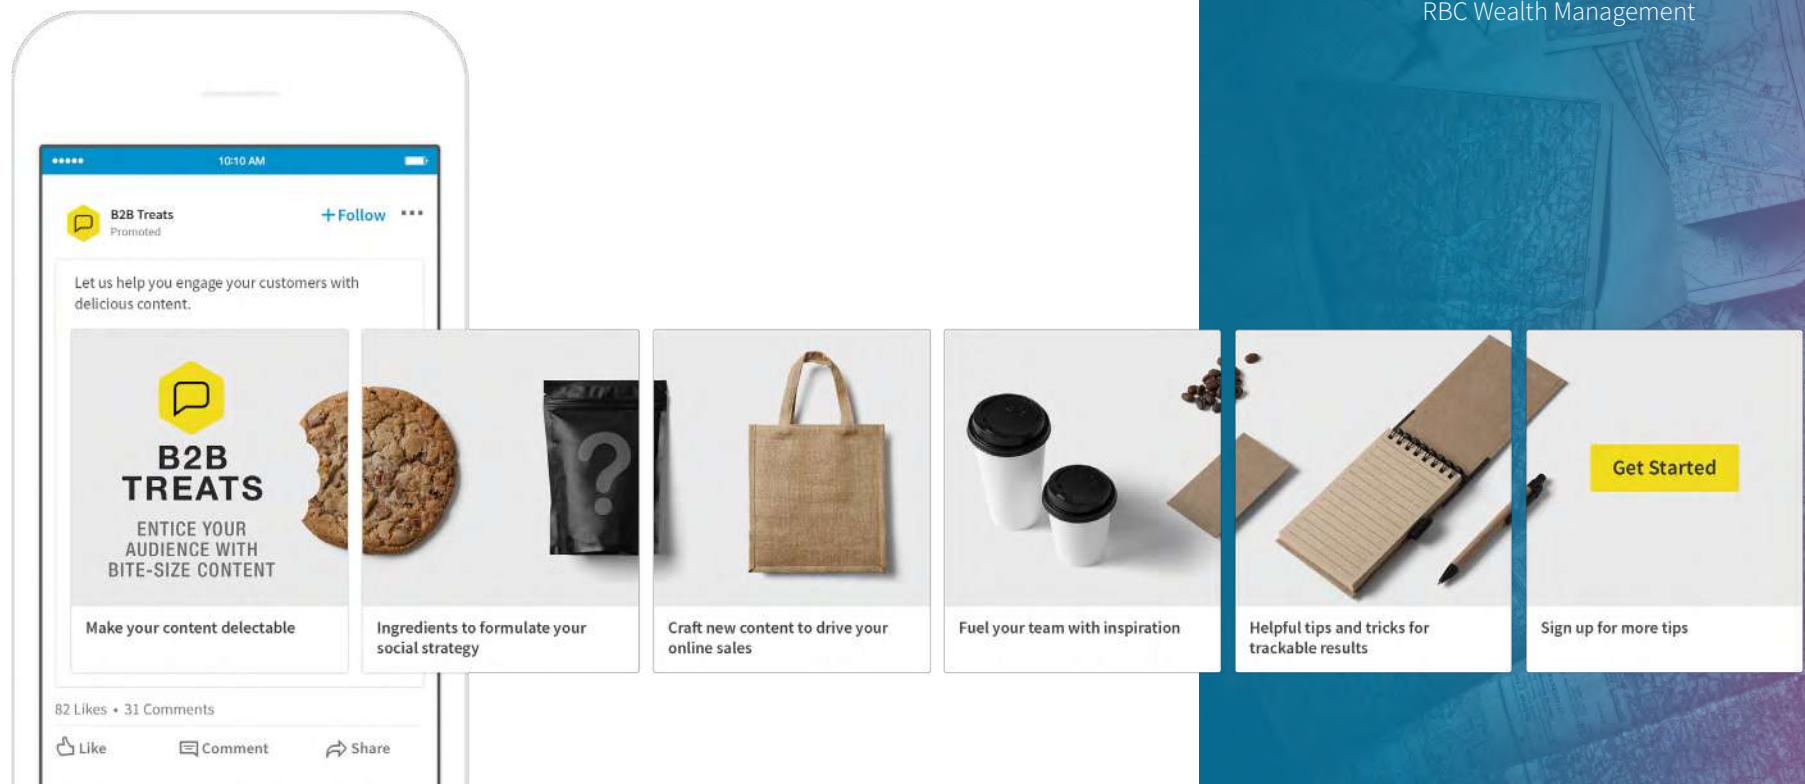 RBC Wealth Management
10:10 AM
B2B Treats
Promoted
+Follow
Let us help you engage your customers with
delicious content.
B2B
TREATS
ENTICE YOUR
AUDIENCE WITH
BITE-SIZE CONTENT
Make your content delectable
?
Ingredients to formulate your
social strategy
Craft new content to drive your
online sales
Fuel your team with inspiration
Helpful tips and tricks for
trackable results
Get Started
Sign up for more tips
82 Likes • 31 Comments
Like
Comment
Share